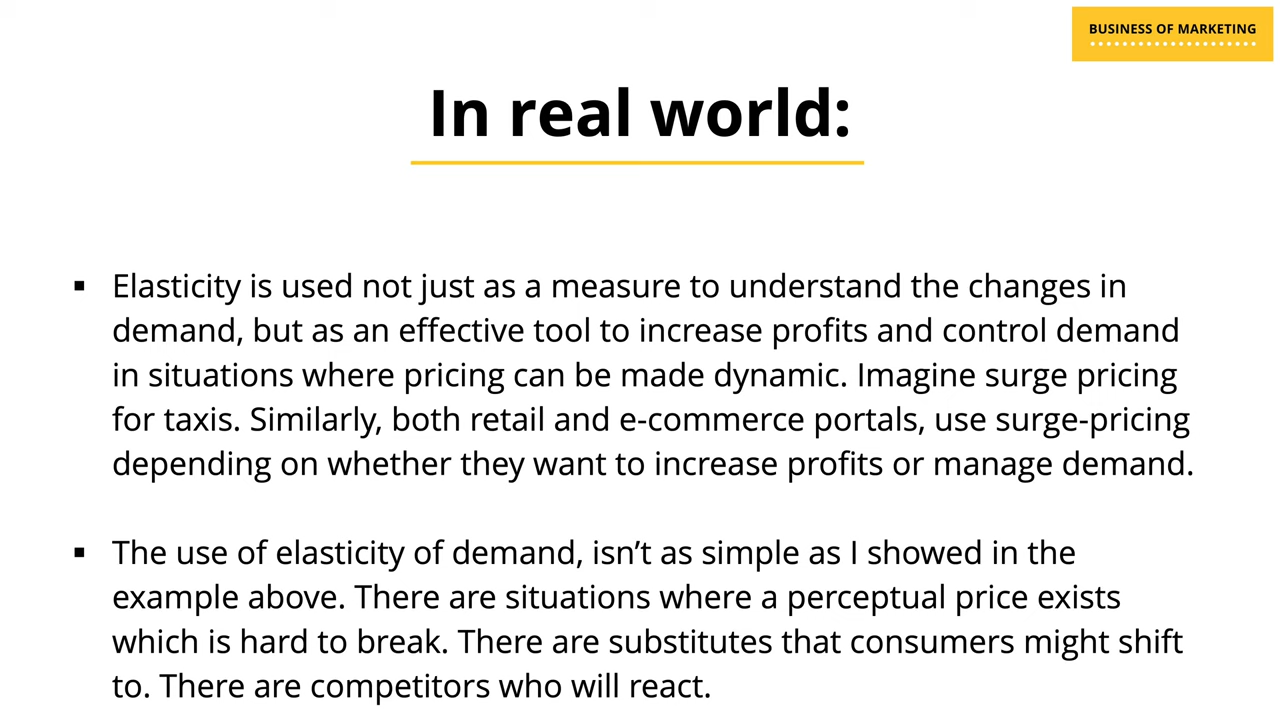 BUSINESS OF MARKETING
In real world:
▪ Elasticity is used not just as a measure to understand the changes in
demand, but as an effective tool to increase profits and control demand
in situations where pricing can be made dynamic. Imagine surge pricing
for taxis. Similarly, both retail and e-commerce portals, use surge-pricing
depending on whether they want to increase profits or manage demand.
▪ The use of elasticity of demand, isn’t as simple as I showed in the
example above. There are situations where a perceptual price exists
which is hard to break. There are substitutes that consumers might shift
to. There are competitors who will react.